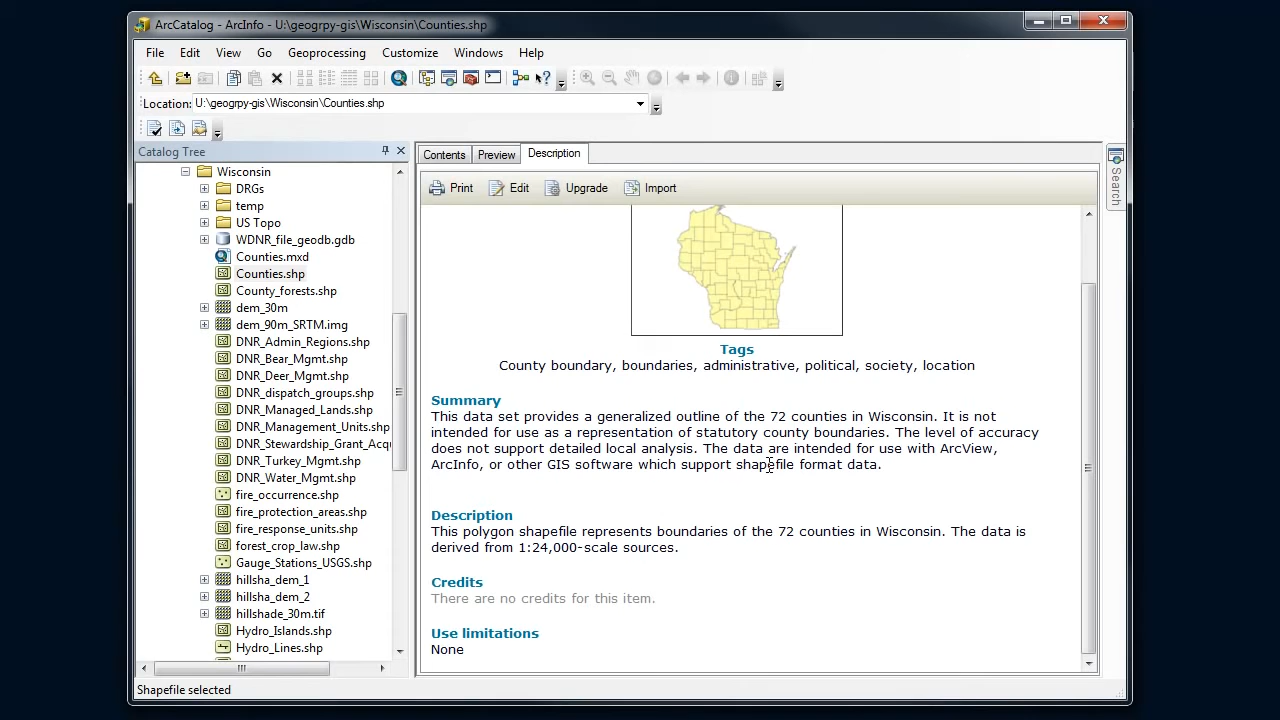 ArcCatalog - ArcInfo - U:\geogrpy-gis\Wisconsin\Counties.shp
File Edit View Go Geoprocessing Customize Windows Help
Location: U:\geogrpy-gis\Wisconsin\Counties.shp
Catalog Tree
Wisconsin
DRGs
temp
US Topo
WDNR_file_geodb.gdb
Counties.mxd
Counties.shp
County_forests.shp
dem_30m
dem_90m_SRTM.img
DNR_Admin_Regions.shp
DNR_Bear_Mgmt.shp
DNR_Deer_Mgmt.shp
DNR_dispatch_groups.shp
DNR_Managed_Lands.shp
DNR_Management_Units.shp
DNR_Stewardship_Grant_Acqu
DNR_Turkey_Mgmt.shp
DNR_Water_Mgmt.shp
fire_occurrence.shp
fire_protection_areas.shp
fire_response_units.shp
forest_crop_law.shp
Gauge_Stations_USGS.shp
hillsha_dem_1
hillsha_dem_2
hillshade_30m.tif
Hydro_Islands.shp
Hydro_Lines.shp
Contents Preview Description
Print Edit Upgrade Import
Tags
County boundary, boundaries, administrative, political, society, location
Summary
This data set provides a generalized outline of the 72 counties in Wisconsin. It is not
intended for use as a representation of statutory county boundaries. The level of accuracy
does not support detailed local analysis. The data are intended for use with ArcView,
ArcInfo, or other GIS software which support shapefile format data.
Description
This polygon shapefile represents boundaries of the 72 counties in Wisconsin. The data is
derived from 1:24,000-scale sources.
Credits
There are no credits for this item.
Use limitations
None
Search
Shapefile selected